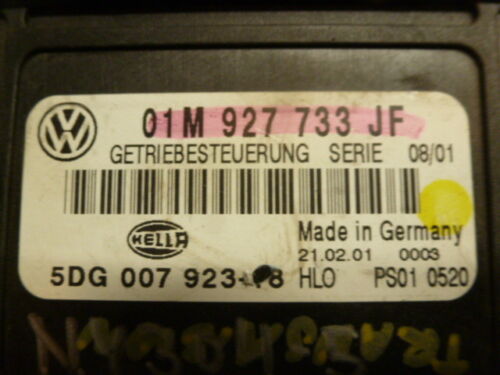 01M 927 733 JF
GETRIEBESTEUERUNG SERIE 08/01
HELLA
Made in Germany
21.02.01 0003
5DG 007 923- 8 HLO PS01 0520